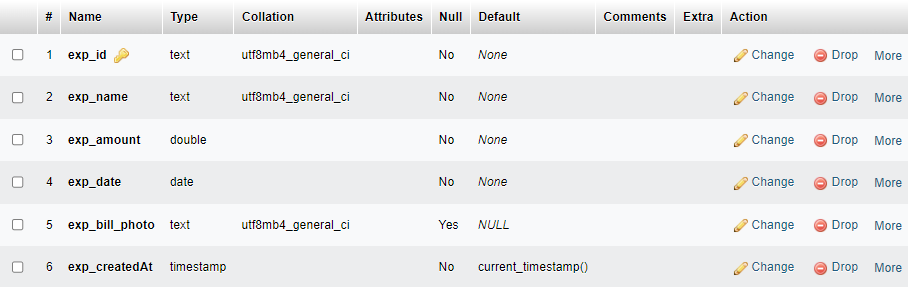 # Name Type Collation Attributes Null Default Comments Extra Action
1 exp_id text utf8mb4_general_ci No None Change Drop More
2 exp_name text utf8mb4_general_ci No None Change Drop More
3 exp_amount double No None Change Drop More
4 exp_date date No None Change Drop More
5 exp_bill_photo text utf8mb4_general_ci Yes NULL Change Drop More
6 exp_createdAt timestamp No current_timestamp() Change Drop More